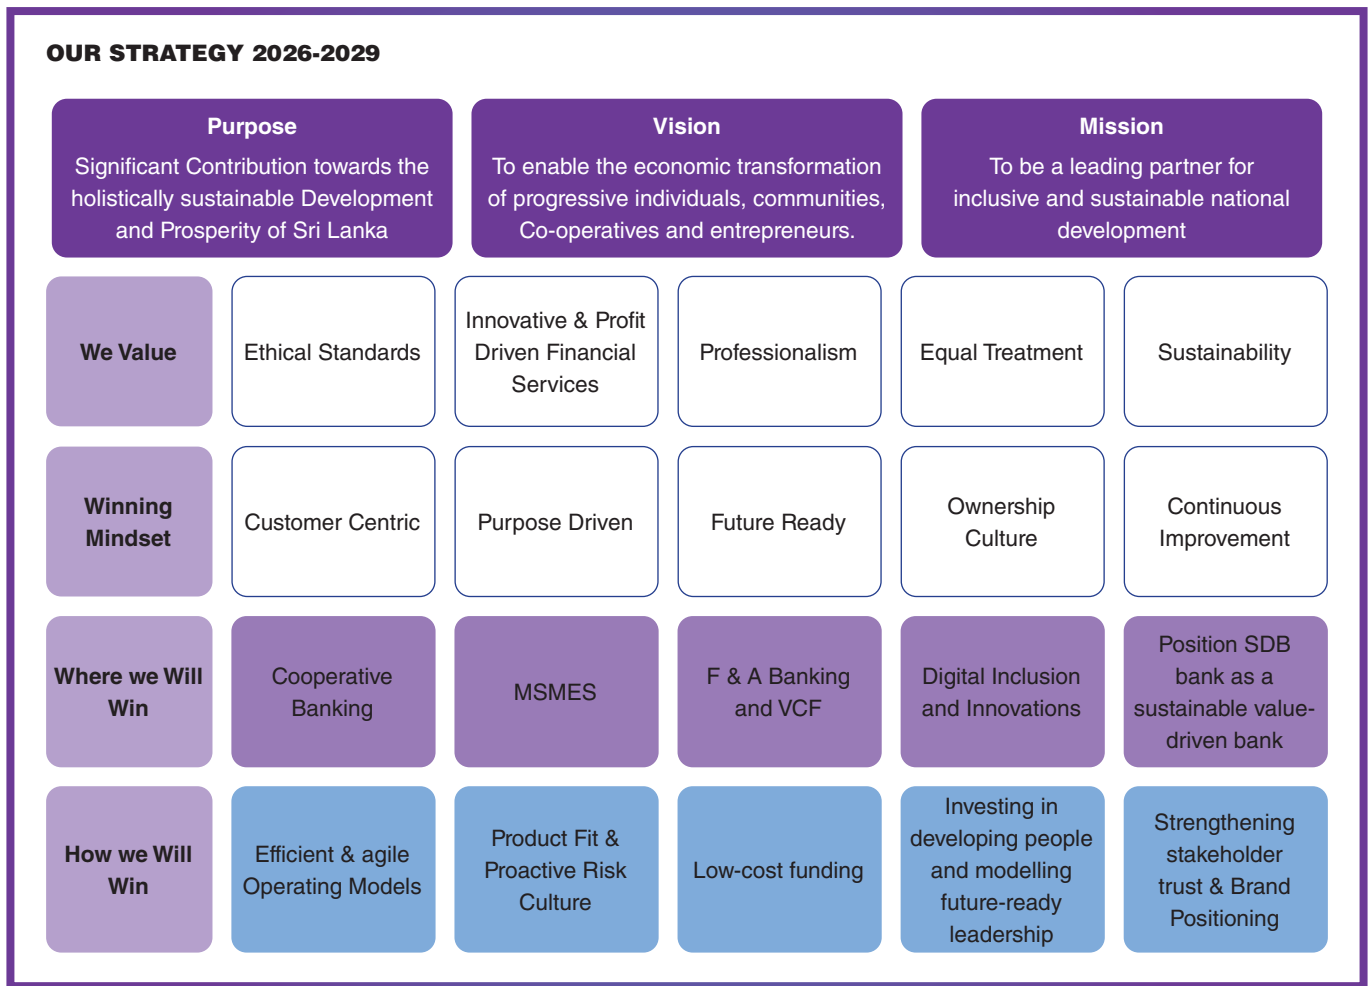 OUR STRATEGY 2026-2029
Purpose
Significant Contribution towards the
holistically sustainable Development
and Prosperity of Sri Lanka
Vision
To enable the economic transformation
of progressive individuals, communities,
Co-operatives and entrepreneurs.
Mission
To be a leading partner for
inclusive and sustainable national
development
We Value
Ethical Standards
Innovative & Profit
Driven Financial
Services
Professionalism
Equal Treatment
Sustainability
Winning
Mindset
Customer Centric
Purpose Driven
Future Ready
Ownership
Culture
Continuous
Improvement
Where we Will
Win
Cooperative
Banking
MSMES
F & A Banking
and VCF
Digital Inclusion
and Innovations
Position SDB
bank as a
sustainable value-
driven bank
How we Will
Win
Efficient & agile
Operating Models
Product Fit &
Proactive Risk
Culture
Low-cost funding
Investing in
developing people
and modelling
future-ready
leadership
Strengthening
stakeholder
trust & Brand
Positioning